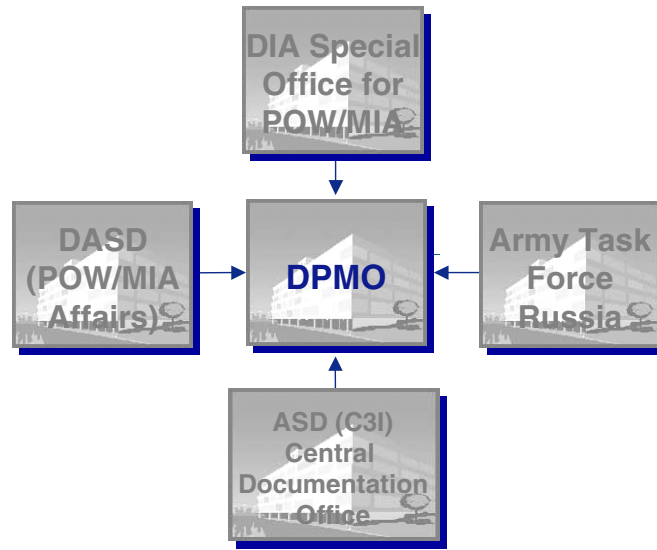 DIA Special
Office for
POW/MIA
DASD
(POW/MIA
Affairs)
DPMO
Army Task
Force
Russia
ASD (C3I)
Central
Documentation
Office